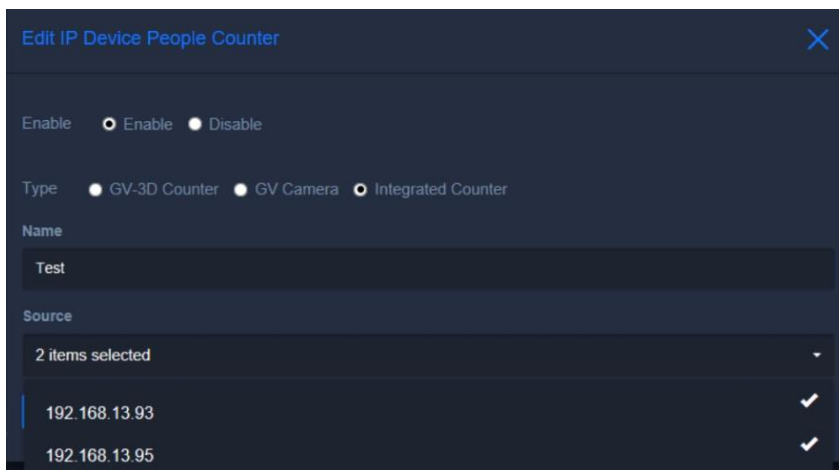 Edit IP Device People Counter
Enable Enable Disable
Type GV-3D Counter GV Camera Integrated Counter
Name
Test
Source
2 items selected
192.168.13.93
192.168.13.95